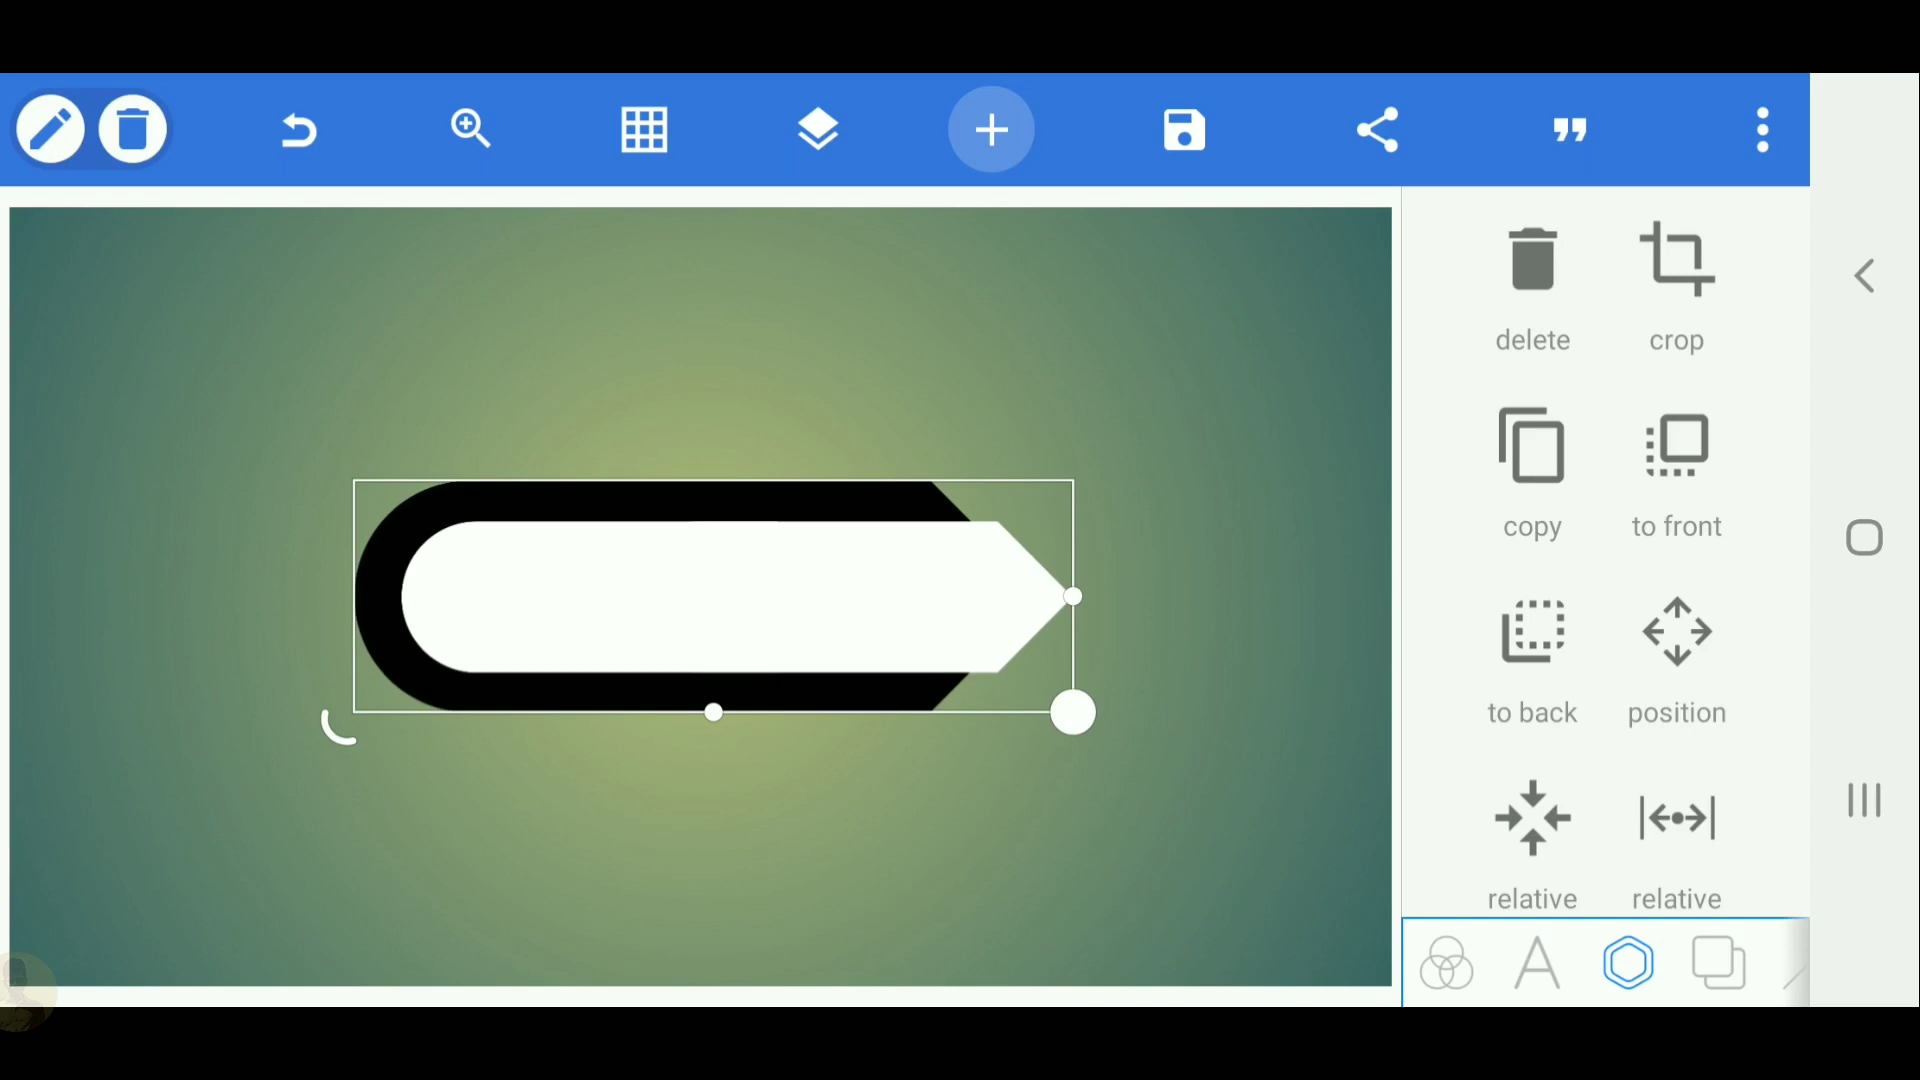 delete crop
copy to front
to back position
relative relative